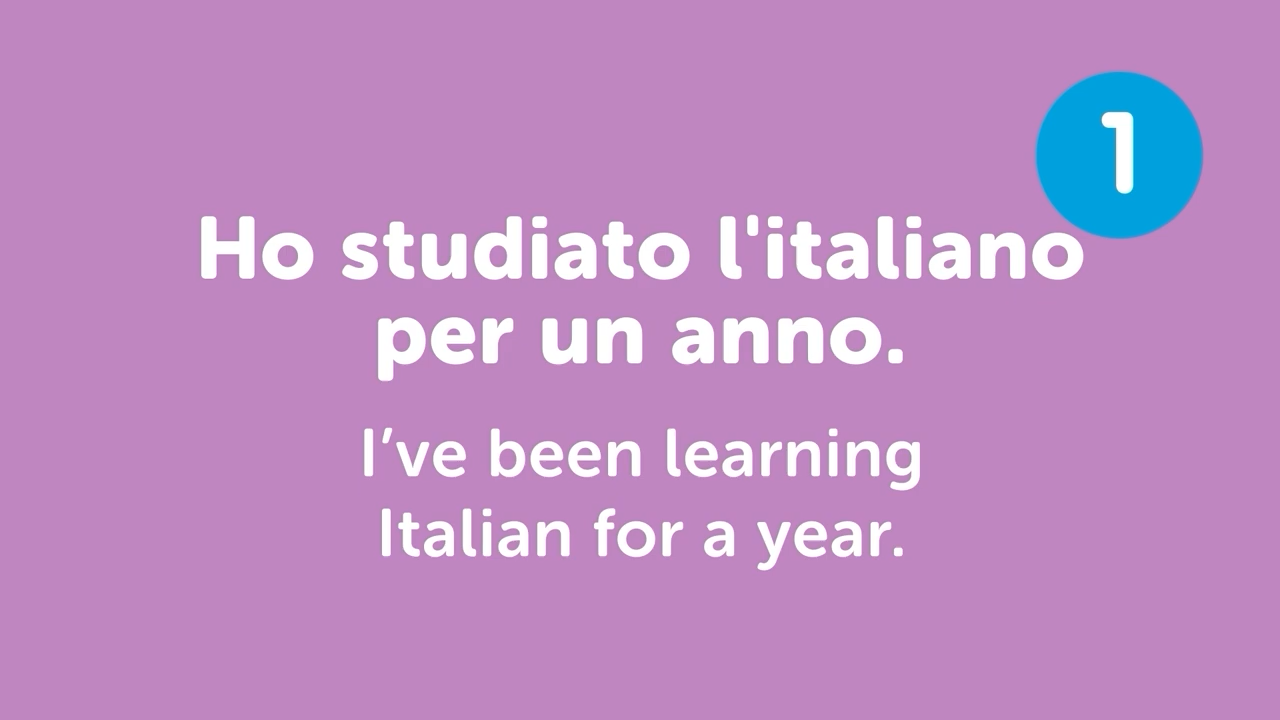 1
Ho studiato l'italiano
per un anno.
I’ve been learning
Italian for a year.